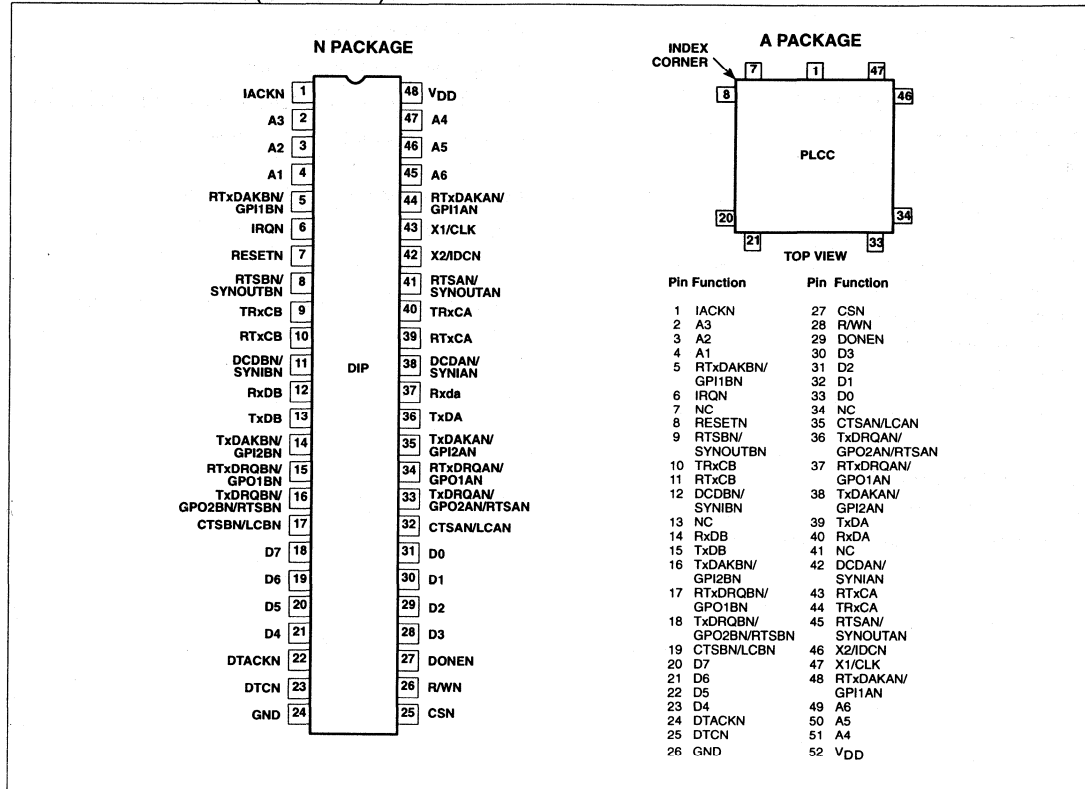 N PACKAGE
IACKN 1
A3 2
A2 3
A1 4
RTxDAKBN/
GPI1BN 5
IRQN 6
RESETN 7
RTSBN/
SYNOUTBN 8
TRxCB 9
RTxCB 10
DCDBN/
SYNIBN 11
RxDB 12
TxDB 13
TxDAKBN/
GPI2BN 14
RTxDRQBN/
GPO1BN 15
TxDRQBN/
GPO2BN/RTSBN 16
CTSBN/LCBN 17
D7 18
D6 19
D5 20
D4 21
DTACKN 22
DTCN 23
GND 24
DIP
48 VDD
47 A4
46 A5
45 A6
44 RTxDAKAN/
GPI1AN
43 X1/CLK
42 X2/IDCN
41 RTSAN/
SYNOUTAN
40 TRxCA
39 RTxCA
38 DCDAN/
SYNIAN
37 Rxda
36 TxDA
35 TxDAKAN/
GPI2AN
34 RTxDRQAN/
GPO1AN
33 TxDRQAN/
GPO2AN/RTSAN
32 CTSAN/LCAN
31 D0
30 D1
29 D2
28 D3
27 DONEN
26 R/WN
25 CSN
A PACKAGE
INDEX
CORNER
7 1 47
8 46
PLCC
20 34
21 33
TOP VIEW
Pin Function
1 IACKN
2 A3
3 A2
4 A1
5 RTxDAKBN/
GPI1BN
6 IRQN
7 NC
8 RESETN
9 RTSBN/
SYNOUTBN
10 TRxCB
11 RTxCB
12 DCDBN/
SYNIBN
13 NC
14 RxDB
15 TxDB
16 TxDAKBN/
GPI2BN
17 RTxDRQBN/
GPO1BN
18 TxDRQBN/
GPO2BN/RTSBN
19 CTSBN/LCBN
20 D7
21 D6
22 D5
23 D4
24 DTACKN
25 DTCN
26 GND
Pin Function
27 CSN
28 R/WN
29 DONEN
30 D3
31 D2
32 D1
33 D0
34 NC
35 CTSAN/LCAN
36 TxDRQAN/
GPO2AN/RTSAN
37 RTxDRQAN/
GPO1AN
38 TxDAKAN/
GPI2AN
39 TxDA
40 RxDA
41 NC
42 DCDAN/
SYNIAN
43 RTxCA
44 TRxCA
45 RTSAN/
SYNOUTAN
46 X2/IDCN
47 X1/CLK
48 RTxDAKAN/
GPI1AN
49 A6
50 A5
51 A4
52 VDD